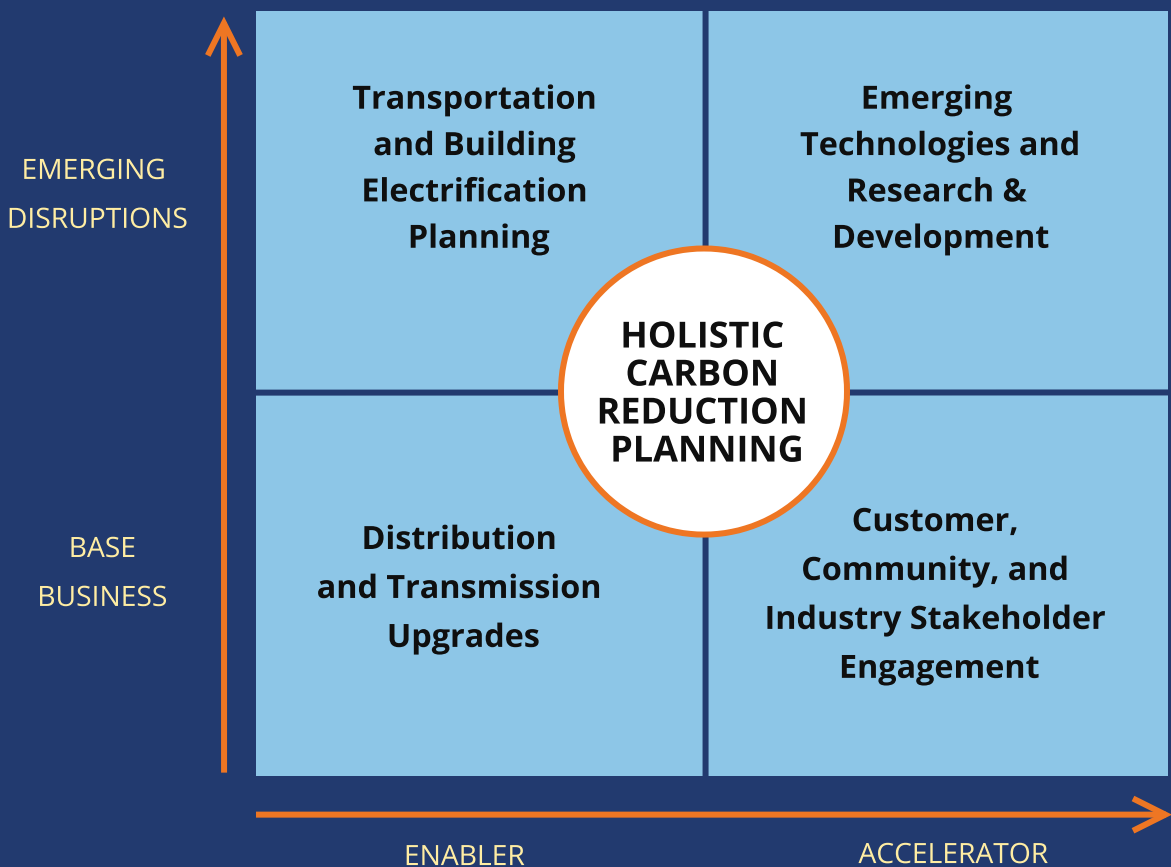 EMERGING
DISRUPTIONS
Transportation
and Building
Electrification
Planning
Emerging
Technologies and
Research &
Development
HOLISTIC
CARBON
REDUCTION
PLANNING
BASE
BUSINESS
Distribution
and Transmission
Upgrades
Customer,
Community, and
Industry Stakeholder
Engagement
ENABLER
ACCELERATOR